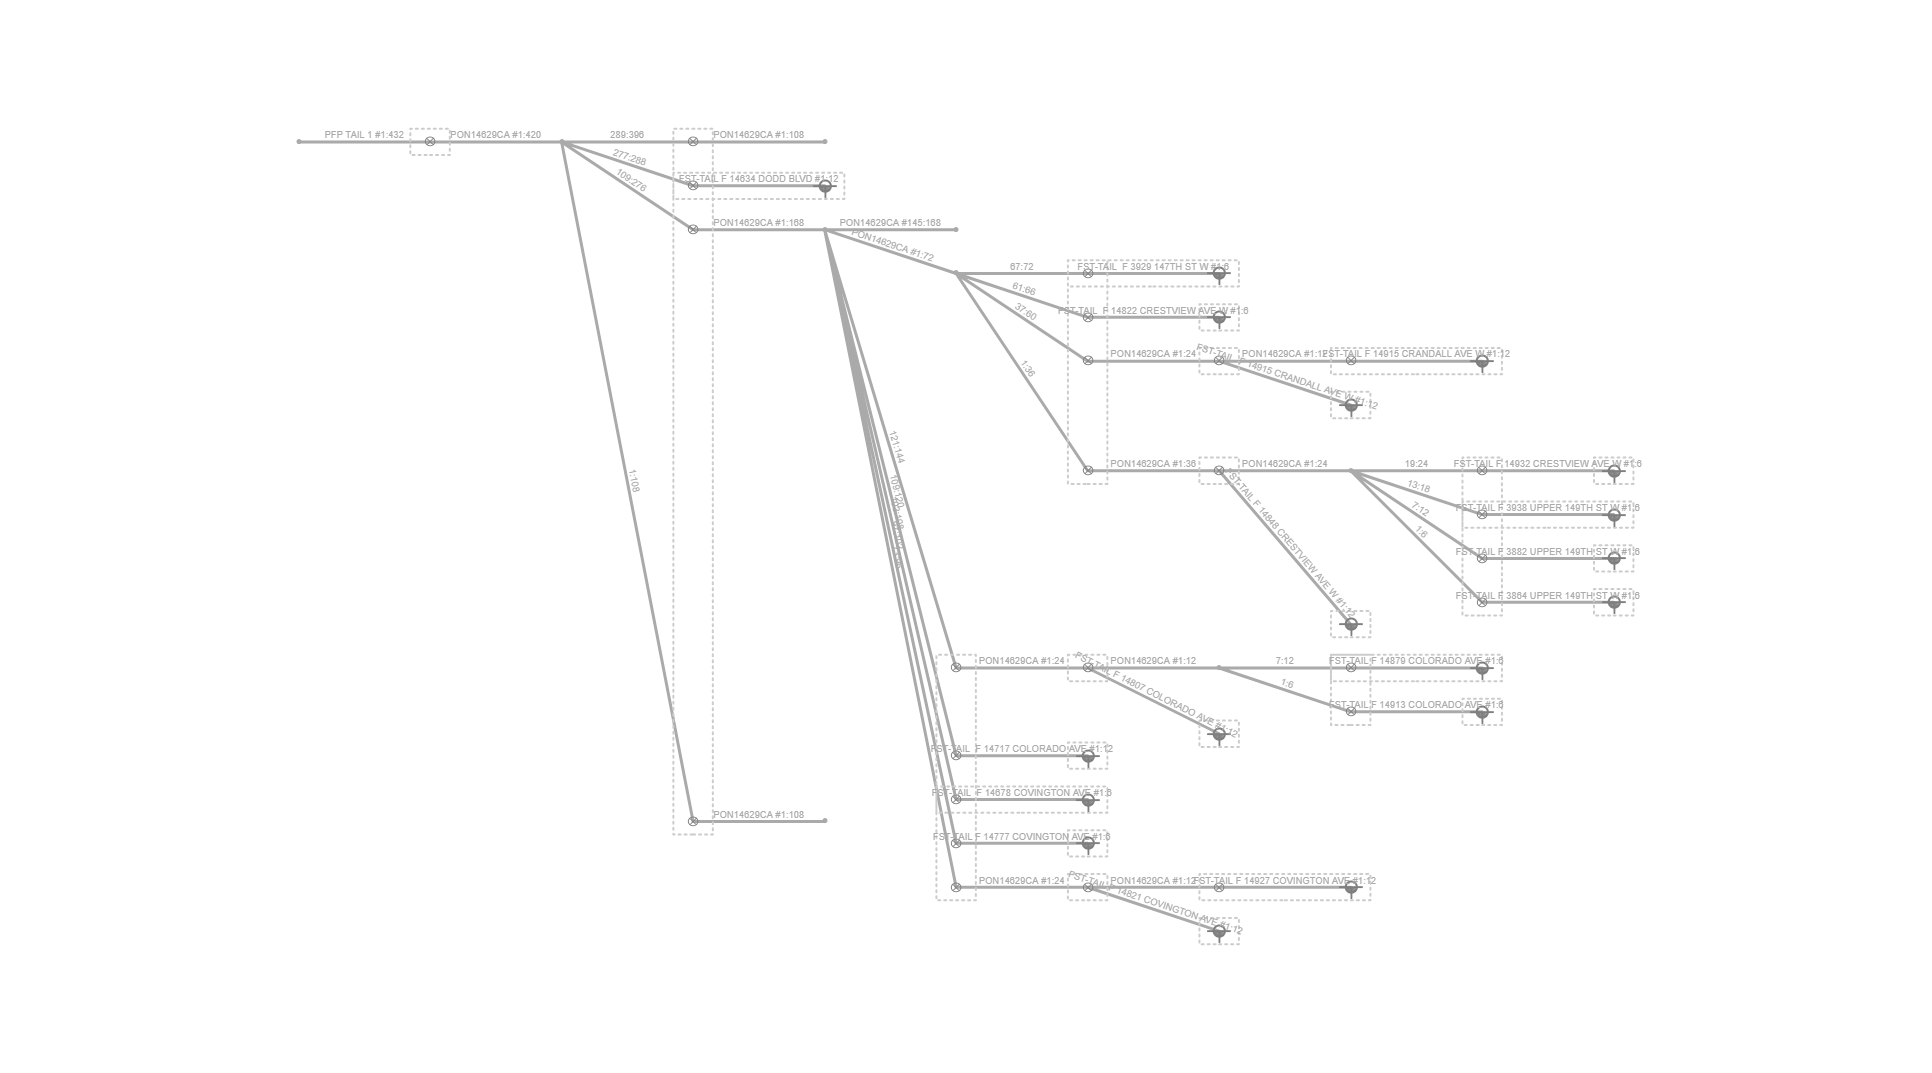 PFP TAIL 1 #1:432
PON14629CA #1:420
289:396
PON14629CA #1:108
277:288
FST-TAIL F 14634 DODD BLVD #1:12
109:276
PON14629CA #1:168
PON14629CA #145:168
PON14629CA #1:72
67:72
FST-TAIL F 3929 147TH ST W #1:6
61:66
FST-TAIL F 14822 CRESTVIEW AVE W #1:6
37:60
PON14629CA #1:24
PON14629CA #1:12
FST-TAIL F 14915 CRANDALL AVE W #1:12
FST-TAIL F 14915 CRANDALL AVE W #1:12
1:36
PON14629CA #1:36
PON14629CA #1:24
19:24
FST-TAIL F 14932 CRESTVIEW AVE W #1:6
13:18
FST-TAIL F 3938 UPPER 149TH ST W #1:6
7:12
FST-TAIL F 3882 UPPER 149TH ST W #1:6
1:6
FST-TAIL F 3864 UPPER 149TH ST W #1:6
FST-TAIL F 14848 CRESTVIEW AVE W #1:12
121:144
109:120
1:108
PON14629CA #1:24
PON14629CA #1:12
7:12
FST-TAIL F 14879 COLORADO AVE #1:6
1:6
FST-TAIL F 14913 COLORADO AVE #1:6
FST-TAIL F 14807 COLORADO AVE #1:12
FST-TAIL F 14717 COLORADO AVE #1:12
FST-TAIL F 14678 COVINGTON AVE #1:6
PON14629CA #1:108
FST-TAIL F 14777 COVINGTON AVE #1:6
PON14629CA #1:24
PON14629CA #1:12
FST-TAIL F 14927 COVINGTON AVE #1:12
FST-TAIL F 14821 COVINGTON AVE #1:12